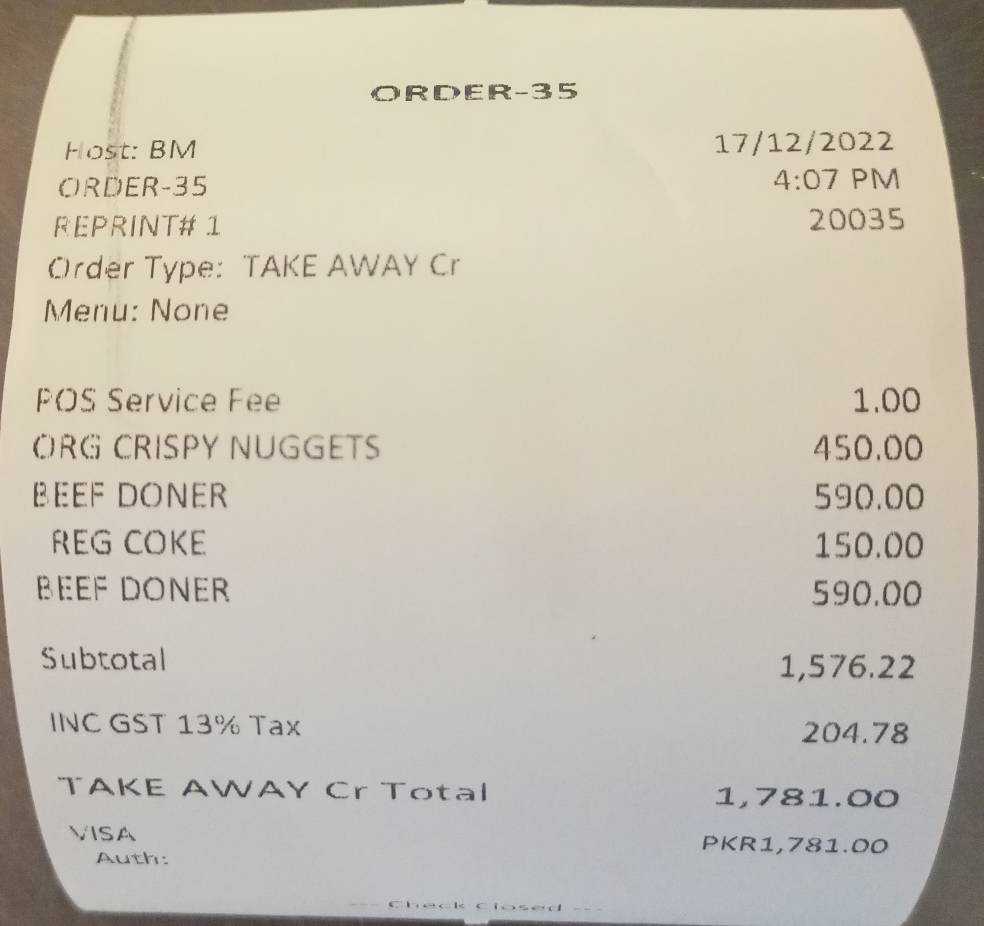 ORDER-35
Host: BM 17/12/2022
ORDER-35 4:07 PM
REPRINT# 1 20035
Order Type: TAKE AWAY Cr
Menu: None
POS Service Fee 1.00
ORG CRISPY NUGGETS 450.00
BEEF DONER 590.00
REG COKE 150.00
BEEF DONER 590.00
Subtotal 1,576.22
INC GST 13% Tax 204.78
TAKE AWAY Cr Total 1,781.00
VISA PKR1,781.00
Auth:
--- Check Closed ---